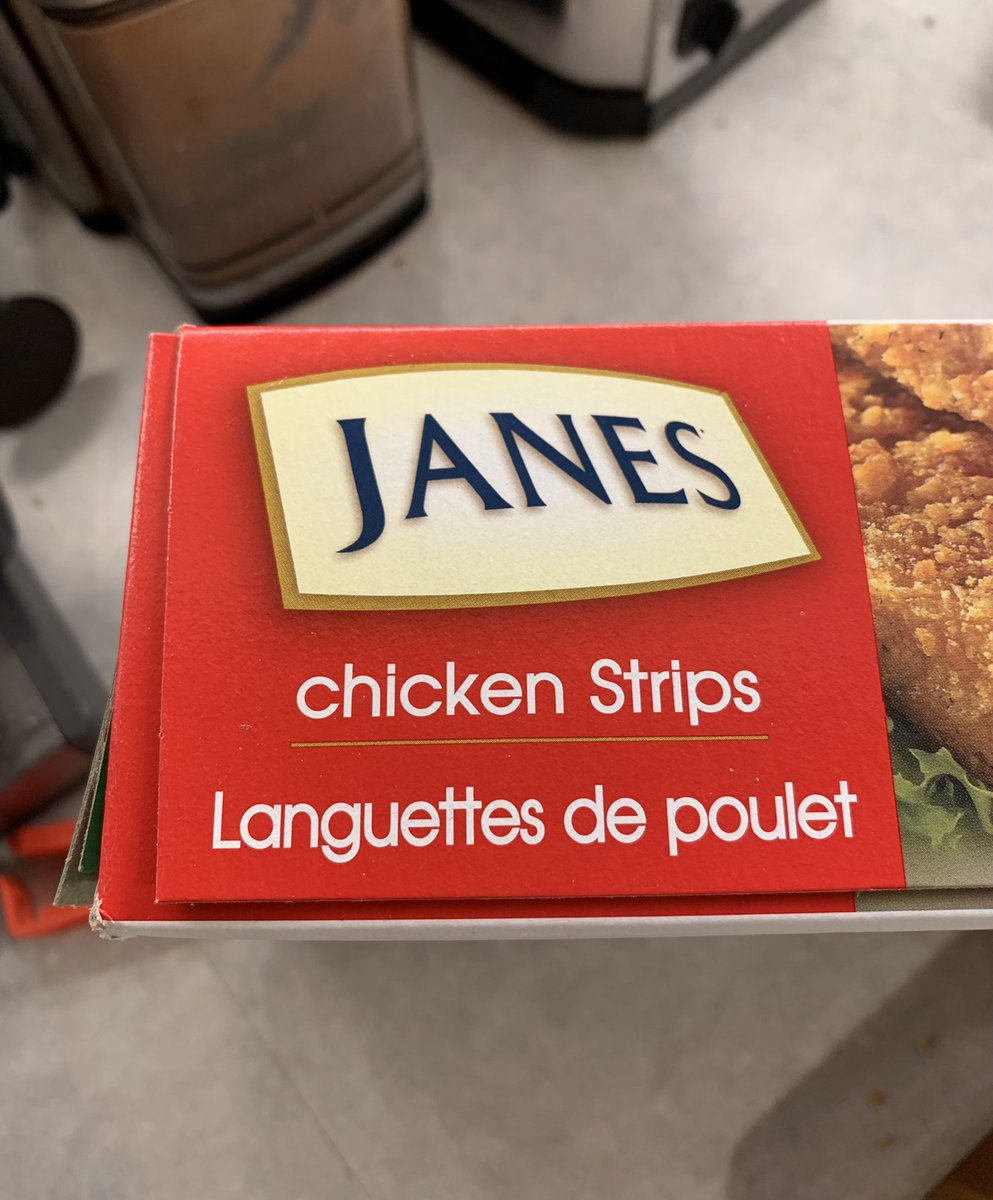 JANES
chicken Strips
Languettes de poulet